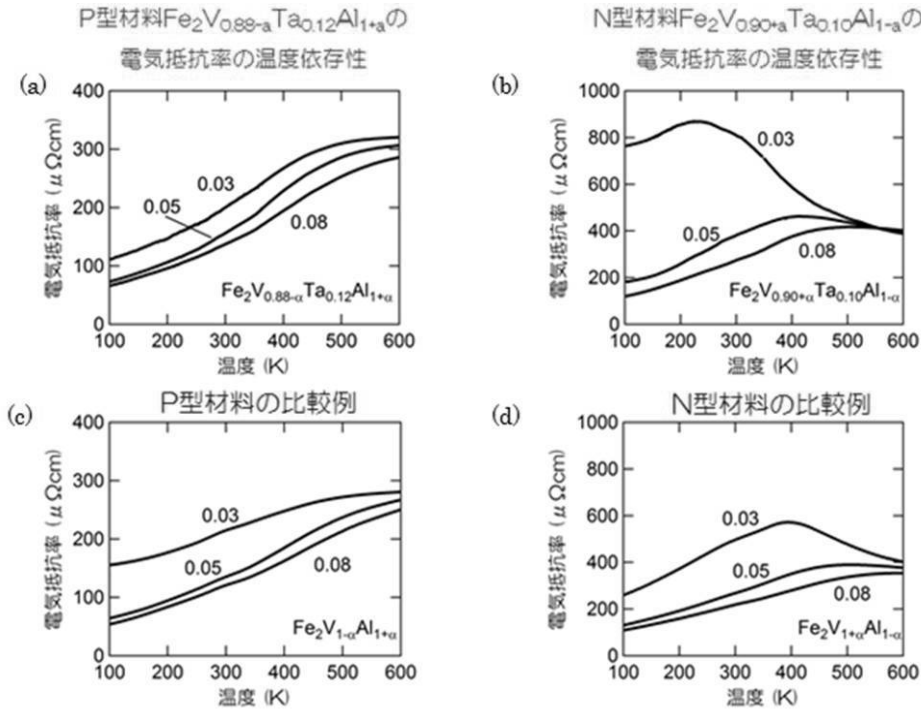 P型材料Fe₂V₀.₈₈₋ₐTa₀.₁₂Al₁₊ₐの
電気抵抗率の温度依存性
N型材料Fe₂V₀.₉₀₊ₐTa₀.₁₀Al₁₋ₐの
電気抵抗率の温度依存性
(a)
電気抵抗率 (μΩcm)
400
300
200
100
0
0.03
0.05
0.08
Fe₂V0.88-αTa0.12Al1+α
100 200 300 400 500 600
温度 (K)
(b)
電気抵抗率 (μΩcm)
1000
800
600
400
200
0
0.03
0.05
0.08
Fe₂V0.90+αTa0.10Al1-α
100 200 300 400 500 600
温度 (K)
(c)
P型材料の比較例
電気抵抗率 (μΩcm)
400
300
200
100
0
0.03
0.05
0.08
Fe₂V1-αAl1+α
100 200 300 400 500 600
温度 (K)
(d)
N型材料の比較例
電気抵抗率 (μΩcm)
1000
800
600
400
200
0
0.03
0.05
0.08
Fe₂V1+αAl1-α
100 200 300 400 500 600
温度 (K)